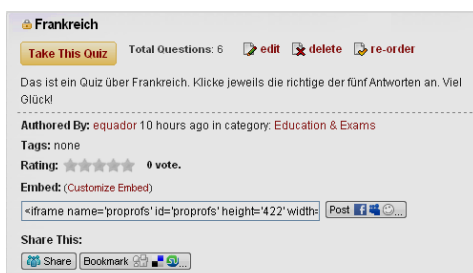 Frankreich
Take This Quiz Total Questions: 6 edit delete re-order
Das ist ein Quiz über Frankreich. Klicke jeweils die richtige der fünf Antworten an. Viel
Glück!
Authored By: equador 10 hours ago in category: Education & Exams
Tags: none
Rating: 0 vote.
Embed: (Customize Embed)
<iframe name='proprofs' id='proprofs' height='422' width= Post ...
Share This:
Share Bookmark ...